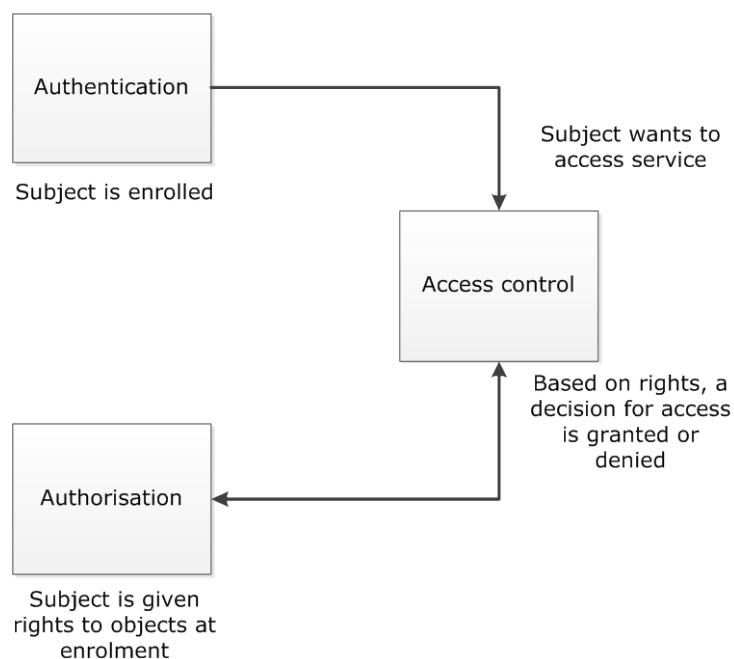 Authentication
Subject is enrolled
Subject wants to
access service
Access control
Based on rights, a
decision for access
is granted or
denied
Authorisation
Subject is given
rights to objects at
enrolment